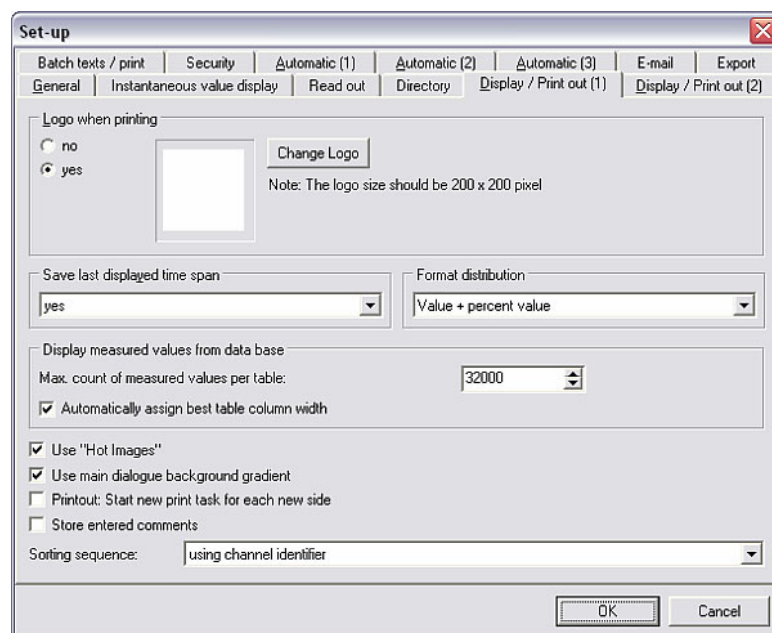 Set-up
Batch texts / print Security Automatic (1) Automatic (2) Automatic (3) E-mail Export
General Instantaneous value display Read out Directory Display / Print out (1) Display / Print out (2)
Logo when printing
no
yes
Change Logo
Note: The logo size should be 200 x 200 pixel
Save last displayed time span Format distribution
yes Value + percent value
Display measured values from data base
Max. count of measured values per table: 32000
Automatically assign best table column width
Use "Hot Images"
Use main dialogue background gradient
Printout: Start new print task for each new side
Store entered comments
Sorting sequence: using channel identifier
OK Cancel